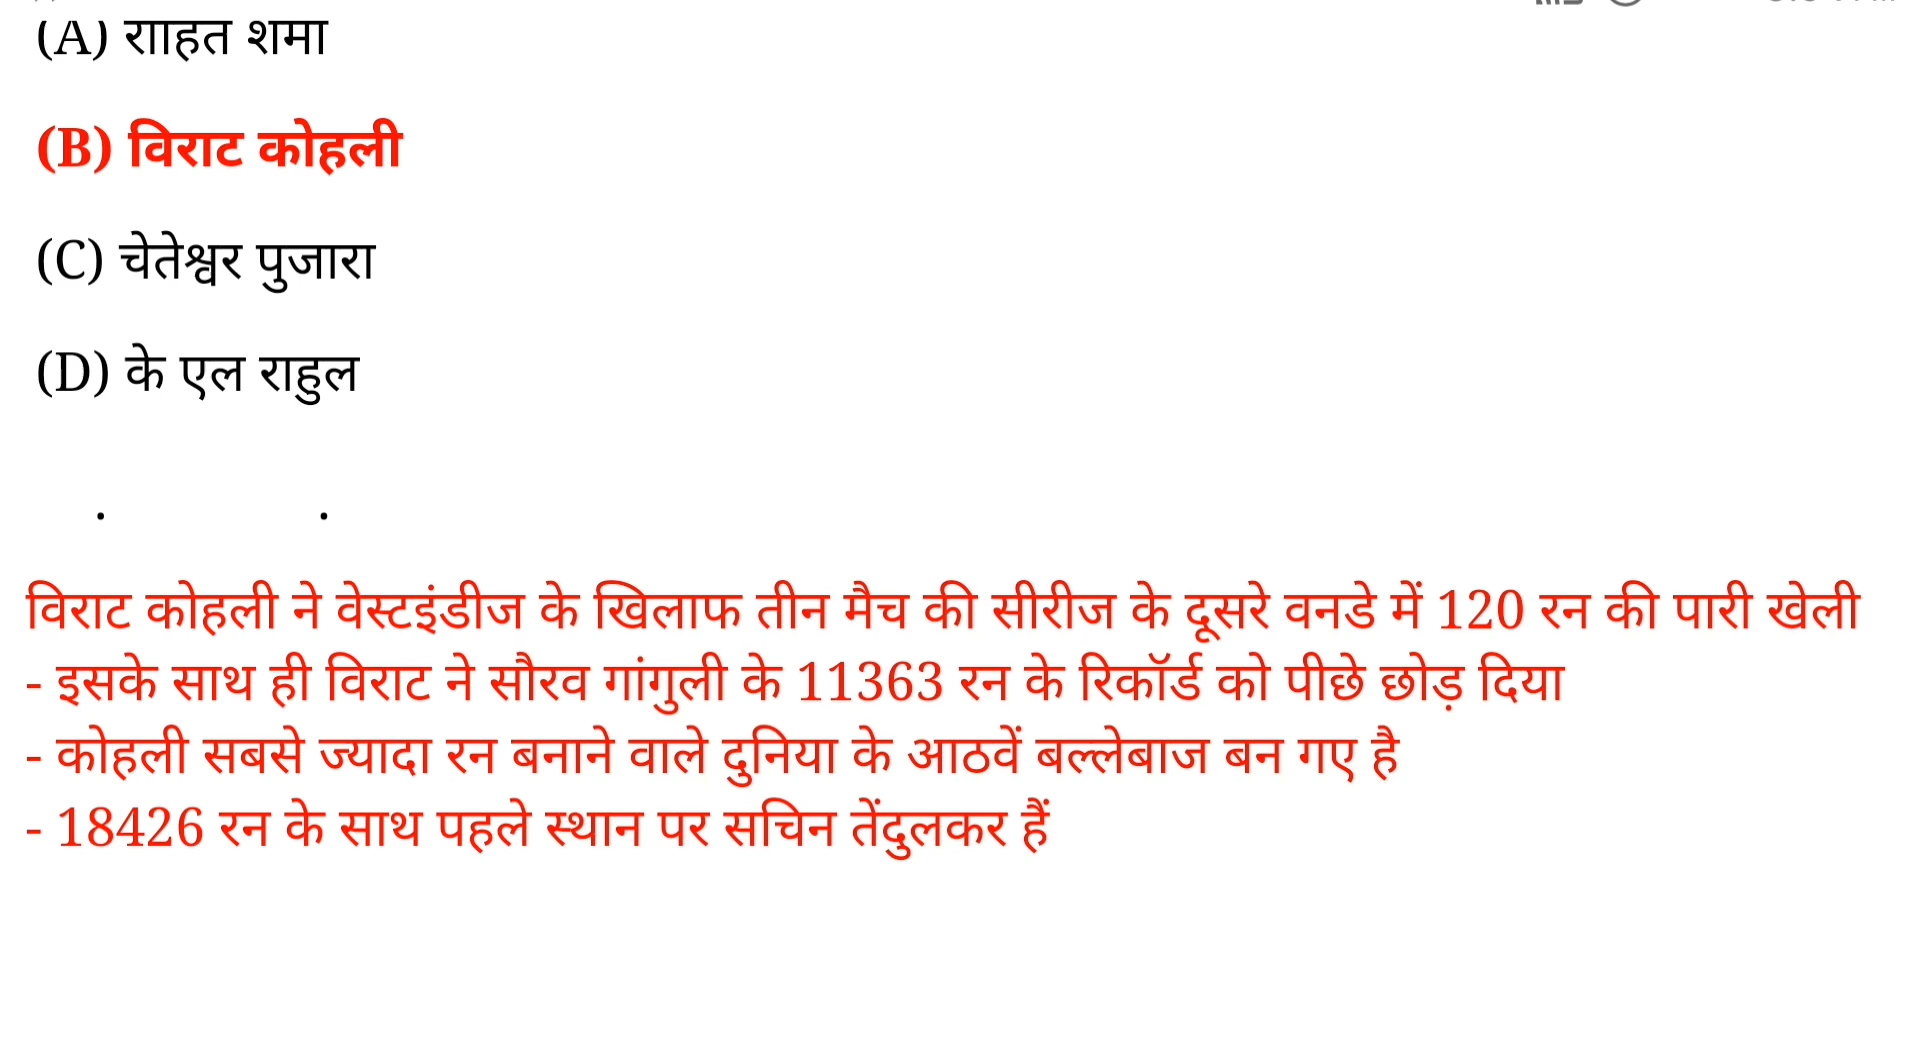 (A) रोहित शर्मा
(B) विराट कोहली
(C) चेतेश्वर पुजारा
(D) के एल राहुल
. .
विराट कोहली ने वेस्टइंडीज के खिलाफ तीन मैच की सीरीज के दूसरे वनडे में 120 रन की पारी खेली
- इसके साथ ही विराट ने सौरव गांगुली के 11363 रन के रिकॉर्ड को पीछे छोड़ दिया
- कोहली सबसे ज्यादा रन बनाने वाले दुनिया के आठवें बल्लेबाज बन गए है
- 18426 रन के साथ पहले स्थान पर सचिन तेंदुलकर हैं